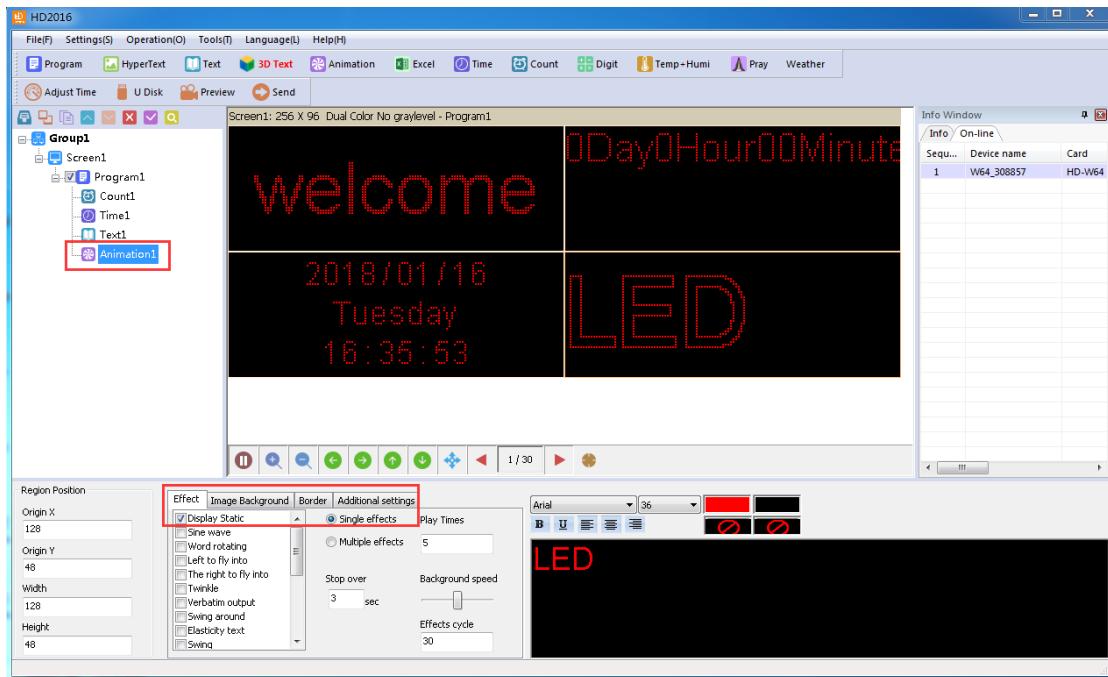 HD2016
File(F) Settings(S) Operation(O) Tools(T) Language(L) Help(H)
Program HyperText Text 3D Text Animation Excel Time Count Digit Temp+Humi Pray Weather
Adjust Time U Disk Preview Send
Screen1: 256 X 96 Dual Color No graylevel - Program1
Info Window
Info On-line
Sequ... Device name Card
1 W64_308857 HD-W64
Group1
Screen1
Program1
Count1
Time1
Text1
Animation1
welcome
0Day0Hour00Minute
2018/01/16
Tuesday
16:35:53
LED
1/30
Region Position
Origin X
128
Origin Y
48
Width
128
Height
48
Effect Image Background Border Additional settings
Display Static
Sine wave
Word rotating
Left to fly into
The right to fly into
Twinkle
Verbatim output
Swing around
Elasticity text
Swing
Single effects
Multiple effects
Stop over
3 sec
Play Times
5
Background speed
Effects cycle
30
Arial 36
B U
LED